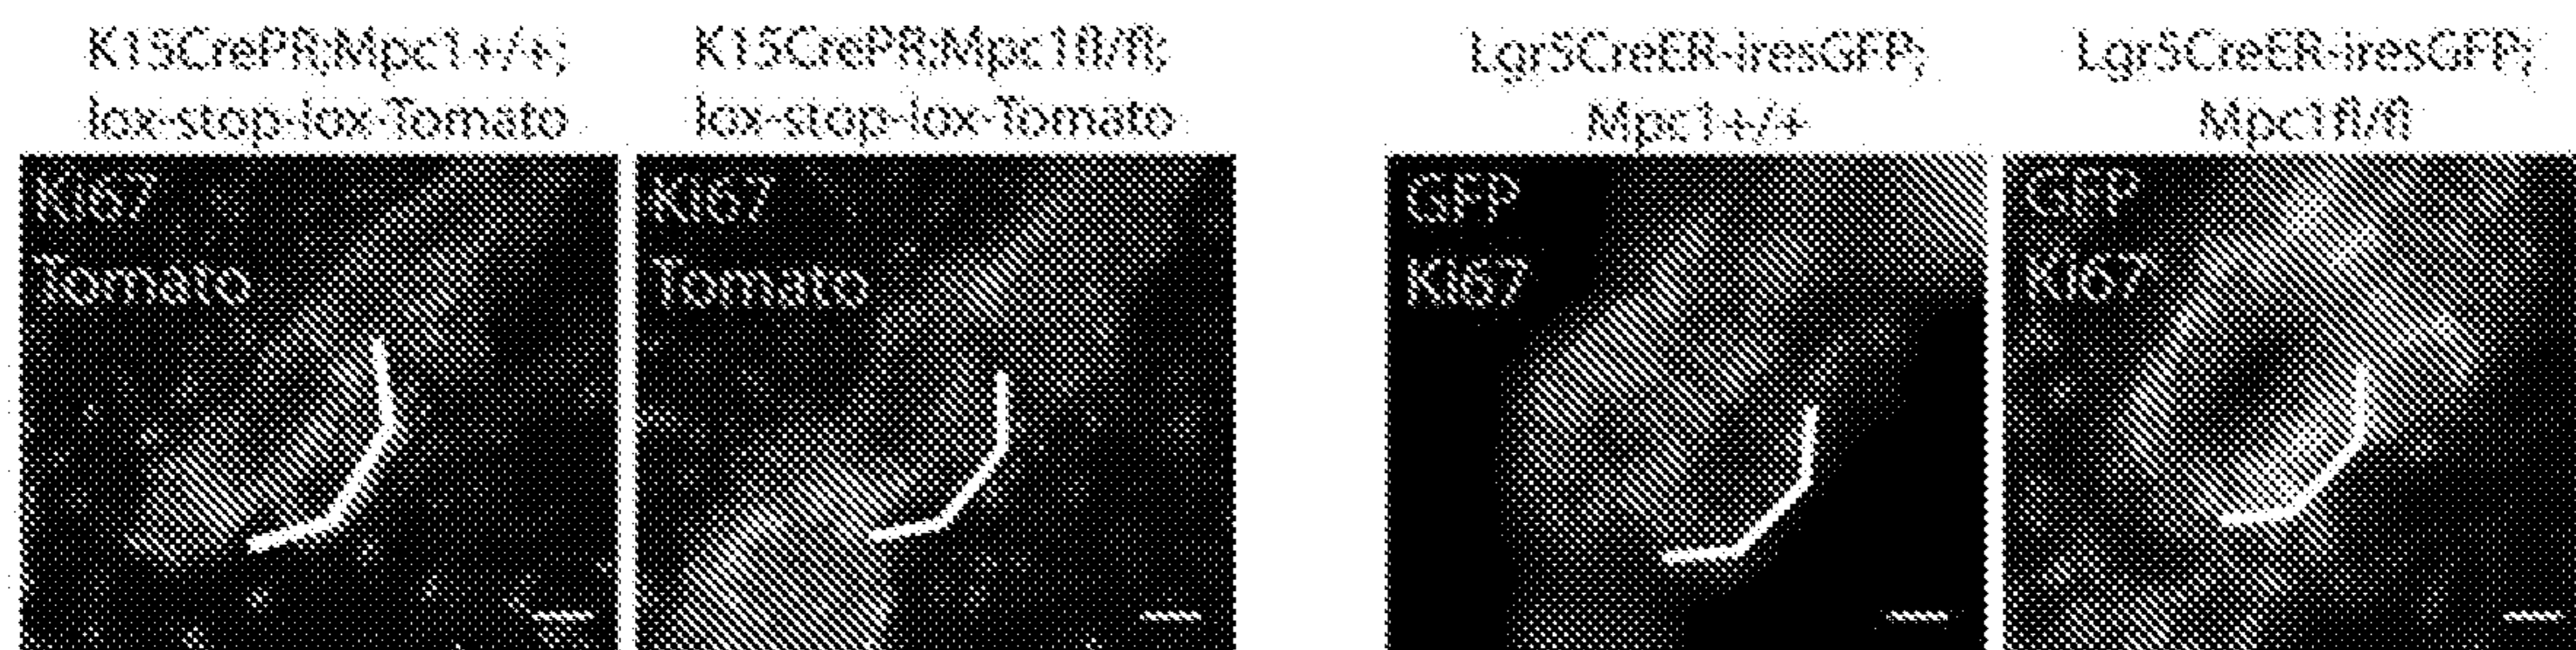 K15CrePR;Mpc1+/+;
lox-stop-lox-Tomato
K15CrePR;Mpc1fl/fl;
lox-stop-lox-Tomato
Lgr5CreER-iresGFP;
Mpc1+/+
Lgr5CreER-iresGFP;
Mpc1fl/fl
Ki67
Tomato
Ki67
Tomato
GFP
Ki67
GFP
Ki67